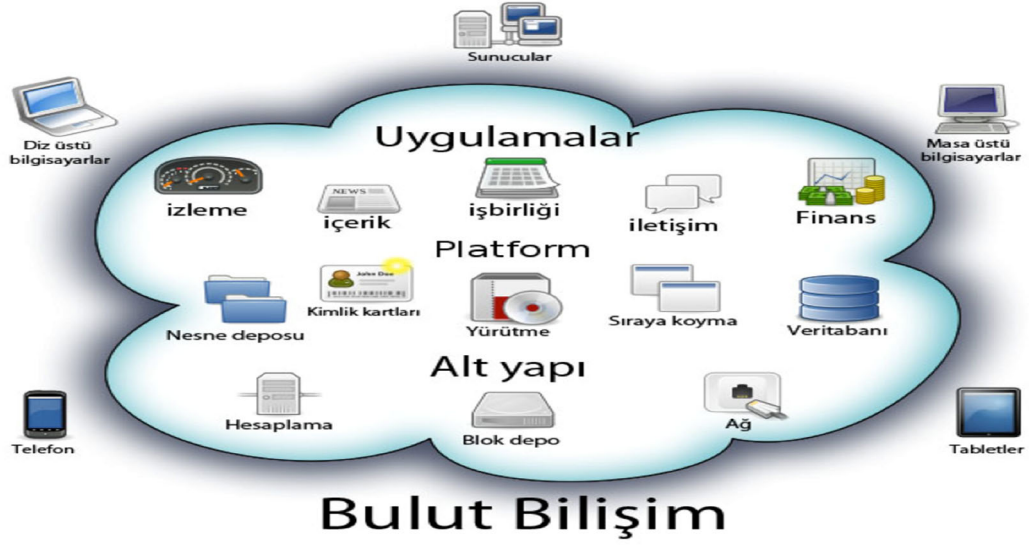 Sunucular
Diz üstü
bilgisayarlar
Masa üstü
bilgisayarlar
Uygulamalar
izleme
NEWS
içerik
işbirliği
iletişim
Finans
Platform
Nesne deposu
John Doe
Kimlik kartları
Yürütme
Sıraya koyma
Veritabanı
Alt yapı
Hesaplama
Blok depo
Ağ
Telefon
Tabletler
Bulut Bilişim